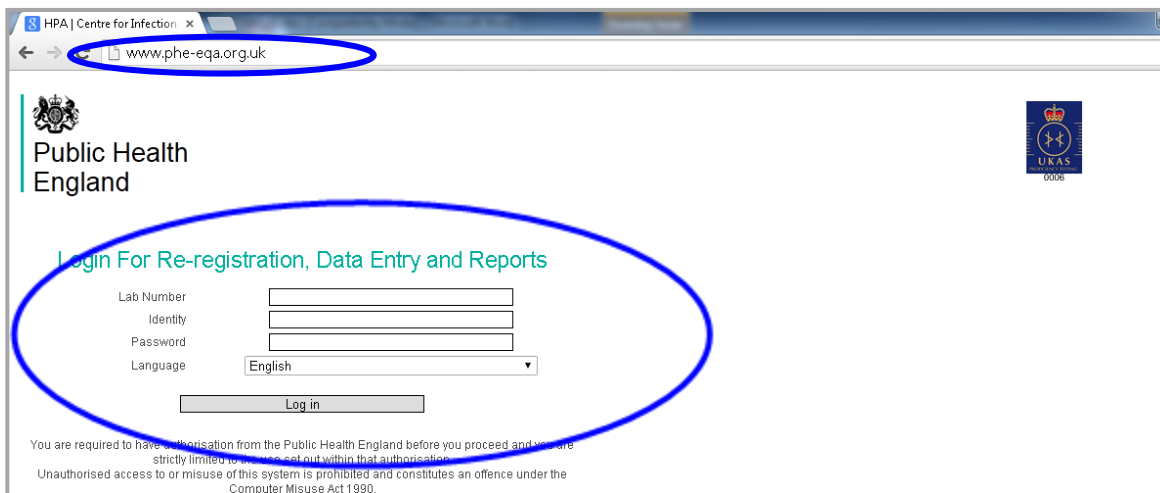 HPA | Centre for Infection
www.phe-eqa.org.uk
Public Health
England
UKAS
PROFICIENCY TESTING
0006
Login For Re-registration, Data Entry and Reports
Lab Number
Identity
Password
Language English
Log in
You are required to have authorisation from the Public Health England before you proceed and you are
strictly limited to the use set out within that authorisation.
Unauthorised access to or misuse of this system is prohibited and constitutes an offence under the
Computer Misuse Act 1990.